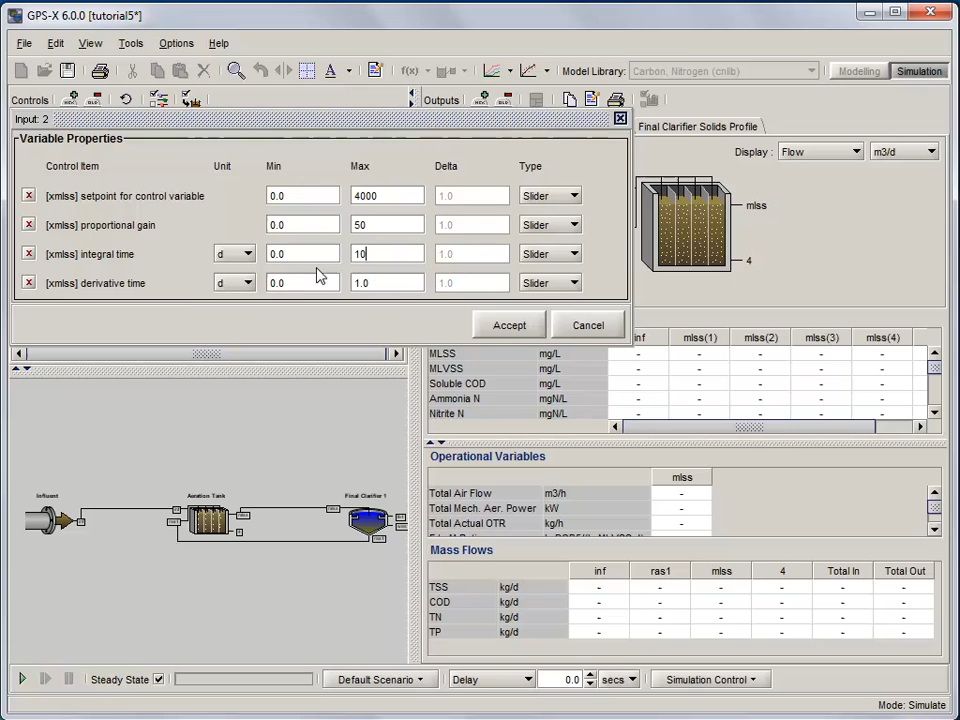 GPS-X 6.0.0 [tutorial5*]
File Edit View Tools Options Help
A f(x) Model Library: Carbon, Nitrogen (cnlib) Modelling Simulation
Controls Outputs
Input: 2
Final Clarifier Solids Profile
Variable Properties
Display : Flow m3/d
Control Item Unit Min Max Delta Type
[xmlss] setpoint for control variable 0.0 4000 1.0 Slider
mlss
[xmlss] proportional gain 0.0 50 1.0 Slider
[xmlss] integral time d 0.0 10 1.0 Slider
4
[xmlss] derivative time d 0.0 1.0 1.0 Slider
Accept Cancel
inf mlss(1) mlss(2) mlss(3) mlss(4)
MLSS mg/L - - - - -
MLVSS mg/L - - - - -
Soluble COD mg/L - - - - -
Ammonia N mgN/L - - - - -
Nitrite N mgN/L - - - - -
Operational Variables
mlss
Total Air Flow m3/h -
Total Mech. Aer. Power kW -
Total Actual OTR kg/h -
Influent Aeration Tank Final Clarifier 1
Mass Flows
inf ras1 mlss 4 Total In Total Out
TSS kg/d - - - - - -
COD kg/d - - - - - -
TN kg/d - - - - - -
TP kg/d - - - - - -
Steady State Default Scenario Delay 0.0 secs Simulation Control
Mode: Simulate